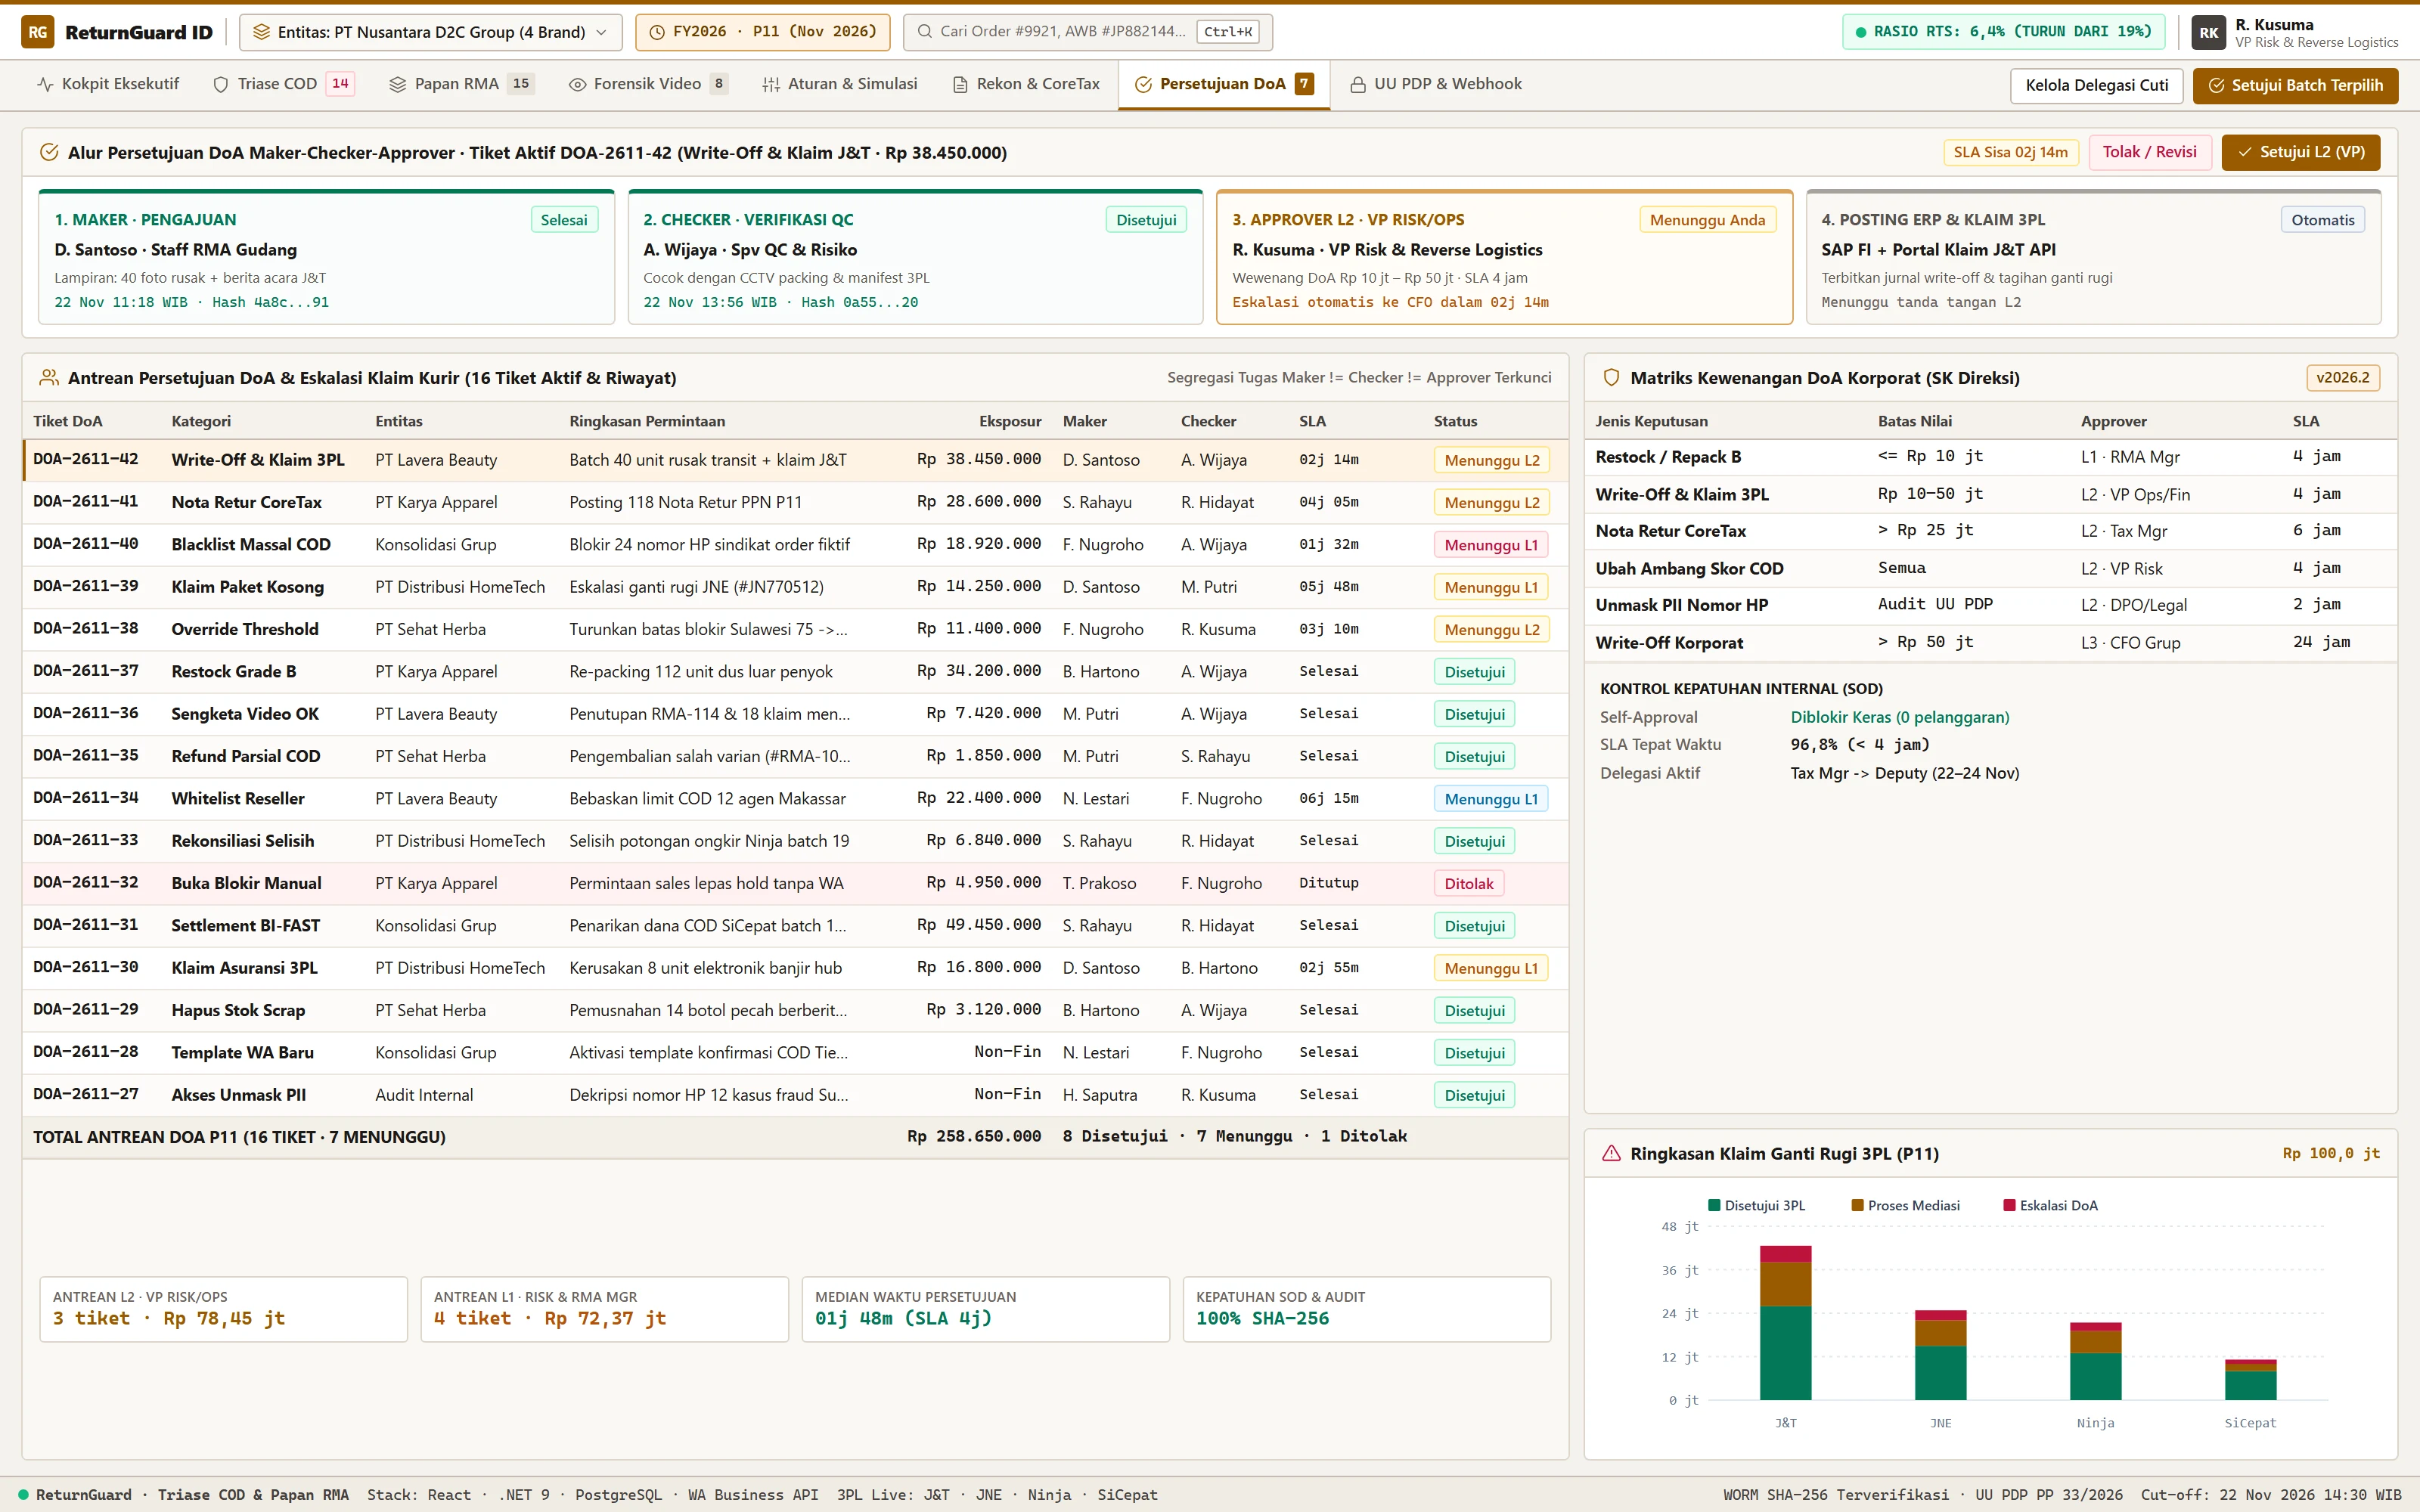 RG ReturnGuard ID Entitas: PT Nusantara D2C Group (4 Brand) FY2026 · P11 (Nov 2026) Cari Order #9921, AWB #JP882144... Ctrl+K RASIO RTS: 6,4% (TURUN DARI 19%) RK R. Kusuma
VP Risk & Reverse Logistics
Kokpit Eksekutif Triase COD 14 Papan RMA 15 Forensik Video 8 Aturan & Simulasi Rekon & CoreTax Persetujuan DoA 7 UU PDP & Webhook Kelola Delegasi Cuti Setujui Batch Terpilih
Alur Persetujuan DoA Maker-Checker-Approver · Tiket Aktif DOA-2611-42 (Write-Off & Klaim J&T · Rp 38.450.000) SLA Sisa 02j 14m Tolak / Revisi Setujui L2 (VP)
1. MAKER · PENGAJUAN Selesai
D. Santoso · Staff RMA Gudang
Lampiran: 40 foto rusak + berita acara J&T
22 Nov 11:18 WIB · Hash 4a8c...91
2. CHECKER · VERIFIKASI QC Disetujui
A. Wijaya · Spv QC & Risiko
Cocok dengan CCTV packing & manifest 3PL
22 Nov 13:56 WIB · Hash 0a55...20
3. APPROVER L2 · VP RISK/OPS Menunggu Anda
R. Kusuma · VP Risk & Reverse Logistics
Wewenang DoA Rp 10 jt – Rp 50 jt · SLA 4 jam
Eskalasi otomatis ke CFO dalam 02j 14m
4. POSTING ERP & KLAIM 3PL Otomatis
SAP FI + Portal Klaim J&T API
Terbitkan jurnal write-off & tagihan ganti rugi
Menunggu tanda tangan L2
Antrean Persetujuan DoA & Eskalasi Klaim Kurir (16 Tiket Aktif & Riwayat) Segregasi Tugas Maker != Checker != Approver Terkunci
Tiket DoA Kategori Entitas Ringkasan Permintaan Eksposur Maker Checker SLA Status
DOA-2611-42 Write-Off & Klaim 3PL PT Lavera Beauty Batch 40 unit rusak transit + klaim J&T Rp 38.450.000 D. Santoso A. Wijaya 02j 14m Menunggu L2
DOA-2611-41 Nota Retur CoreTax PT Karya Apparel Posting 118 Nota Retur PPN P11 Rp 28.600.000 S. Rahayu R. Hidayat 04j 05m Menunggu L2
DOA-2611-40 Blacklist Massal COD Konsolidasi Grup Blokir 24 nomor HP sindikat order fiktif Rp 18.920.000 F. Nugroho A. Wijaya 01j 32m Menunggu L1
DOA-2611-39 Klaim Paket Kosong PT Distribusi HomeTech Eskalasi ganti rugi JNE (#JN770512) Rp 14.250.000 D. Santoso M. Putri 05j 48m Menunggu L1
DOA-2611-38 Override Threshold PT Sehat Herba Turunkan batas blokir Sulawesi 75 ->... Rp 11.400.000 F. Nugroho R. Kusuma 03j 10m Menunggu L2
DOA-2611-37 Restock Grade B PT Karya Apparel Re-packing 112 unit dus luar penyok Rp 34.200.000 B. Hartono A. Wijaya Selesai Disetujui
DOA-2611-36 Sengketa Video OK PT Lavera Beauty Penutupan RMA-114 & 18 klaim men... Rp 7.420.000 M. Putri A. Wijaya Selesai Disetujui
DOA-2611-35 Refund Parsial COD PT Sehat Herba Pengembalian salah varian (#RMA-10... Rp 1.850.000 M. Putri S. Rahayu Selesai Disetujui
DOA-2611-34 Whitelist Reseller PT Lavera Beauty Bebaskan limit COD 12 agen Makassar Rp 22.400.000 N. Lestari F. Nugroho 06j 15m Menunggu L1
DOA-2611-33 Rekonsiliasi Selisih PT Distribusi HomeTech Selisih potongan ongkir Ninja batch 19 Rp 6.840.000 S. Rahayu R. Hidayat Selesai Disetujui
DOA-2611-32 Buka Blokir Manual PT Karya Apparel Permintaan sales lepas hold tanpa WA Rp 4.950.000 T. Prakoso F. Nugroho Ditutup Ditolak
DOA-2611-31 Settlement BI-FAST Konsolidasi Grup Penarikan dana COD SiCepat batch 1... Rp 49.450.000 S. Rahayu R. Hidayat Selesai Disetujui
DOA-2611-30 Klaim Asuransi 3PL PT Distribusi HomeTech Kerusakan 8 unit elektronik banjir hub Rp 16.800.000 D. Santoso B. Hartono 02j 55m Menunggu L1
DOA-2611-29 Hapus Stok Scrap PT Sehat Herba Pemusnahan 14 botol pecah berberit... Rp 3.120.000 B. Hartono A. Wijaya Selesai Disetujui
DOA-2611-28 Template WA Baru Konsolidasi Grup Aktivasi template konfirmasi COD Tie... Non-Fin N. Lestari F. Nugroho Selesai Disetujui
DOA-2611-27 Akses Unmask PII Audit Internal Dekripsi nomor HP 12 kasus fraud Su... Non-Fin H. Saputra R. Kusuma Selesai Disetujui
TOTAL ANTREAN DOA P11 (16 TIKET · 7 MENUNGGU) Rp 258.650.000 8 Disetujui · 7 Menunggu · 1 Ditolak
ANTREAN L2 · VP RISK/OPS
3 tiket · Rp 78,45 jt
ANTREAN L1 · RISK & RMA MGR
4 tiket · Rp 72,37 jt
MEDIAN WAKTU PERSETUJUAN
01j 48m (SLA 4j)
KEPATUHAN SOD & AUDIT
100% SHA-256
Matriks Kewenangan DoA Korporat (SK Direksi) v2026.2
Jenis Keputusan Batas Nilai Approver SLA
Restock / Repack B <= Rp 10 jt L1 · RMA Mgr 4 jam
Write-Off & Klaim 3PL Rp 10-50 jt L2 · VP Ops/Fin 4 jam
Nota Retur CoreTax > Rp 25 jt L2 · Tax Mgr 6 jam
Ubah Ambang Skor COD Semua L2 · VP Risk 4 jam
Unmask PII Nomor HP Audit UU PDP L2 · DPO/Legal 2 jam
Write-Off Korporat > Rp 50 jt L3 · CFO Grup 24 jam
KONTROL KEPATUHAN INTERNAL (SOD)
Self-Approval Diblokir Keras (0 pelanggaran)
SLA Tepat Waktu 96,8% (< 4 jam)
Delegasi Aktif Tax Mgr -> Deputy (22–24 Nov)
Ringkasan Klaim Ganti Rugi 3PL (P11) Rp 100,0 jt
Disetujui 3PL Proses Mediasi Eskalasi DoA
48 jt
36 jt
24 jt
12 jt
0 jt
J&T JNE Ninja SiCepat
ReturnGuard · Triase COD & Papan RMA Stack: React · .NET 9 · PostgreSQL · WA Business API 3PL Live: J&T · JNE · Ninja · SiCepat WORM SHA-256 Terverifikasi · UU PDP PP 33/2026 Cut-off: 22 Nov 2026 14:30 WIB